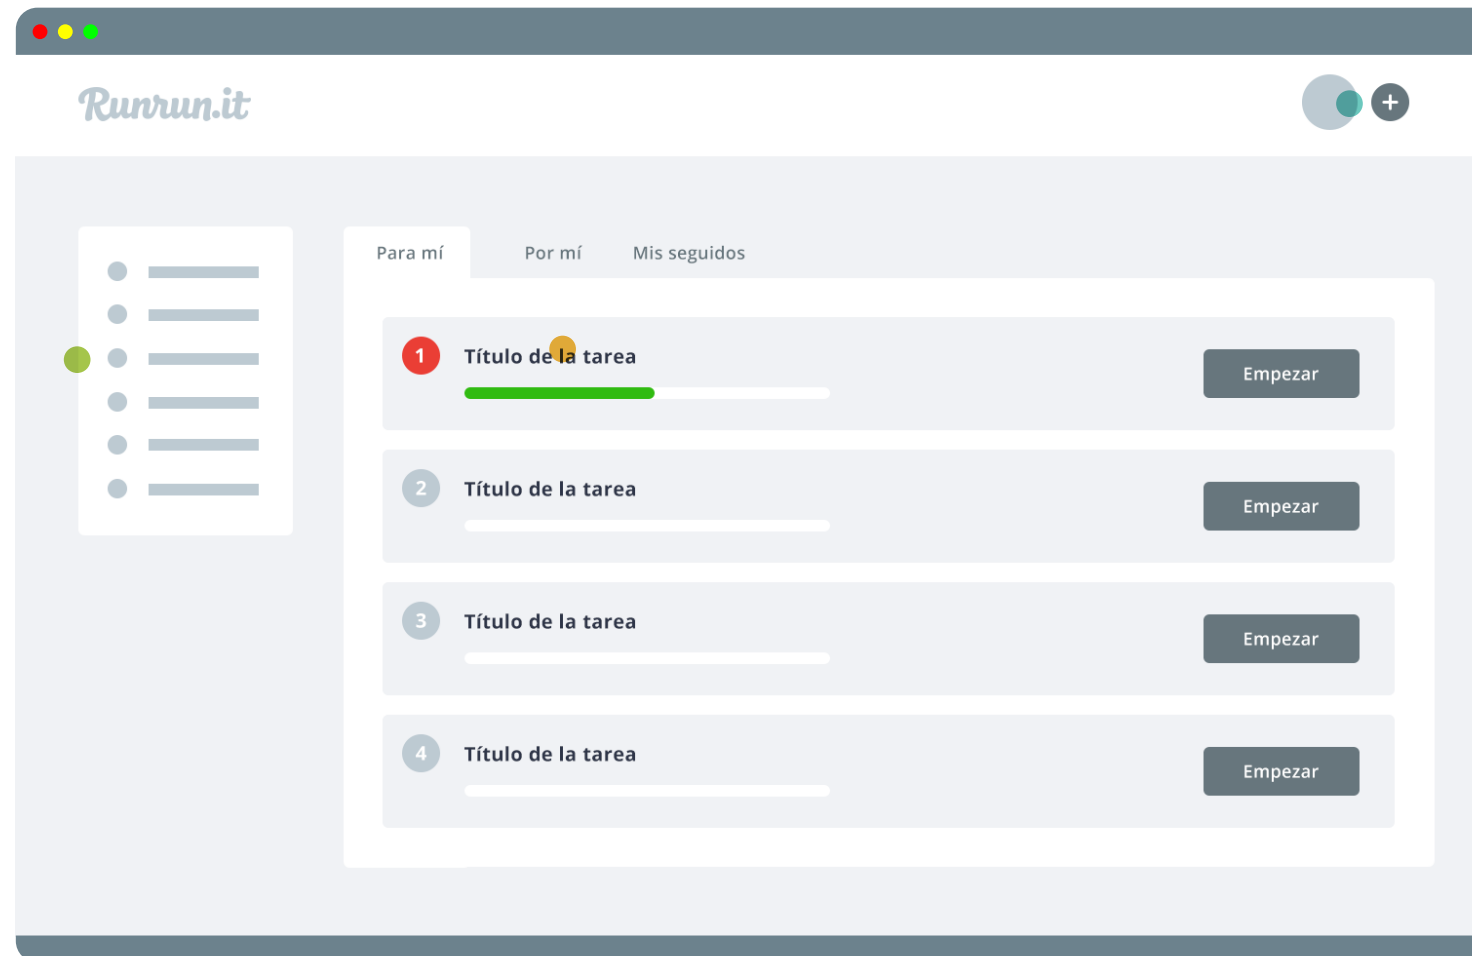 Runrun.it
+
Para mí
Por mí
Mis seguidos
1
Título de la tarea
Empezar
2
Título de la tarea
Empezar
3
Título de la tarea
Empezar
4
Título de la tarea
Empezar